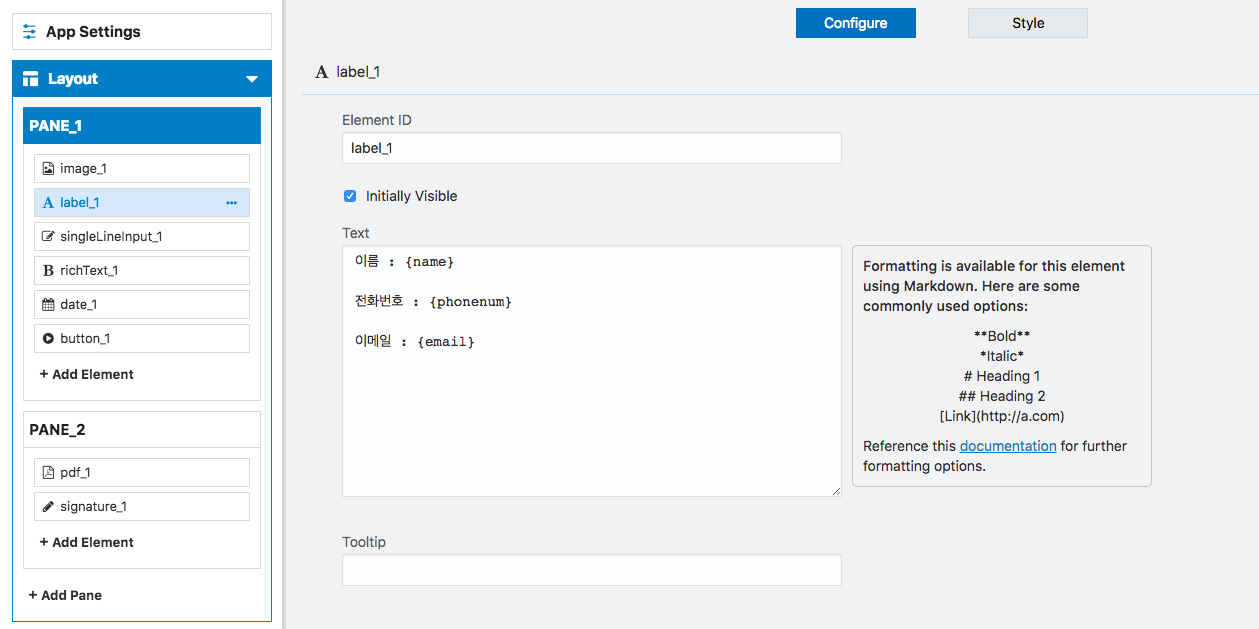 App Settings
Layout
PANE_1
image_1
A label_1
singleLineInput_1
B richText_1
date_1
button_1
+ Add Element
PANE_2
pdf_1
signature_1
+ Add Element
+ Add Pane
Configure
Style
A label_1
Element ID
label_1
Initially Visible
Text
이름 : {name}
전화번호 : {phonenum}
이메일 : {email}
Formatting is available for this element
using Markdown. Here are some
commonly used options:
**Bold**
*Italic*
# Heading 1
## Heading 2
[Link](http://a.com)
Reference this documentation for further
formatting options.
Tooltip